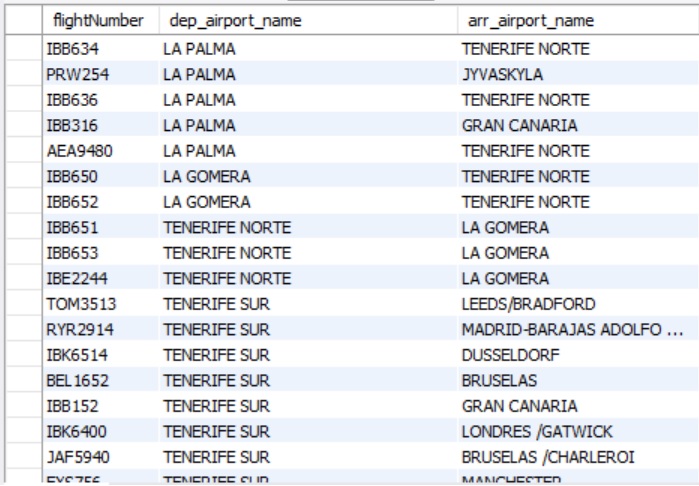 flightNumber dep_airport_name arr_airport_name
IBB634 LA PALMA TENERIFE NORTE
PRW254 LA PALMA JYVASKYLA
IBB636 LA PALMA TENERIFE NORTE
IBB316 LA PALMA GRAN CANARIA
AEA9480 LA PALMA TENERIFE NORTE
IBB650 LA GOMERA TENERIFE NORTE
IBB652 LA GOMERA TENERIFE NORTE
IBB651 TENERIFE NORTE LA GOMERA
IBB653 TENERIFE NORTE LA GOMERA
IBE2244 TENERIFE NORTE LA GOMERA
TOM3513 TENERIFE SUR LEEDS/BRADFORD
RYR2914 TENERIFE SUR MADRID-BARAJAS ADOLFO ...
IBK6514 TENERIFE SUR DUSSELDORF
BEL1652 TENERIFE SUR BRUSELAS
IBB152 TENERIFE SUR GRAN CANARIA
IBK6400 TENERIFE SUR LONDRES /GATWICK
JAF5940 TENERIFE SUR BRUSELAS /CHARLEROI
TENERIFE SUR MANCHESTER